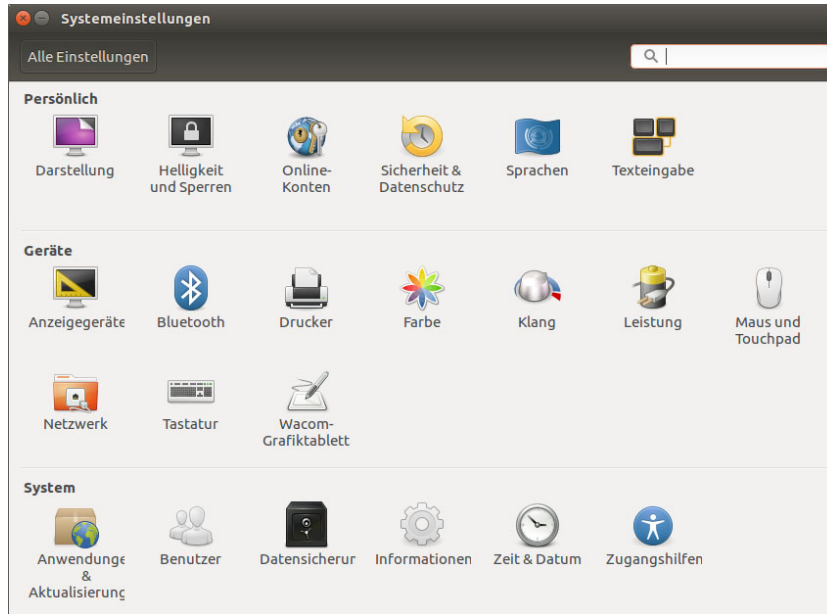 Systemeinstellungen
Alle Einstellungen
Persönlich
Darstellung
Helligkeit
und Sperren
Online-
Konten
Sicherheit &
Datenschutz
Sprachen
Texteingabe
Geräte
Anzeigegeräte
Bluetooth
Drucker
Farbe
Klang
Leistung
Maus und
Touchpad
Netzwerk
Tastatur
Wacom-
Grafiktablett
System
Anwendunge
&
Aktualisierung
Benutzer
Datensicherur
Informationen
Zeit & Datum
Zugangshilfen